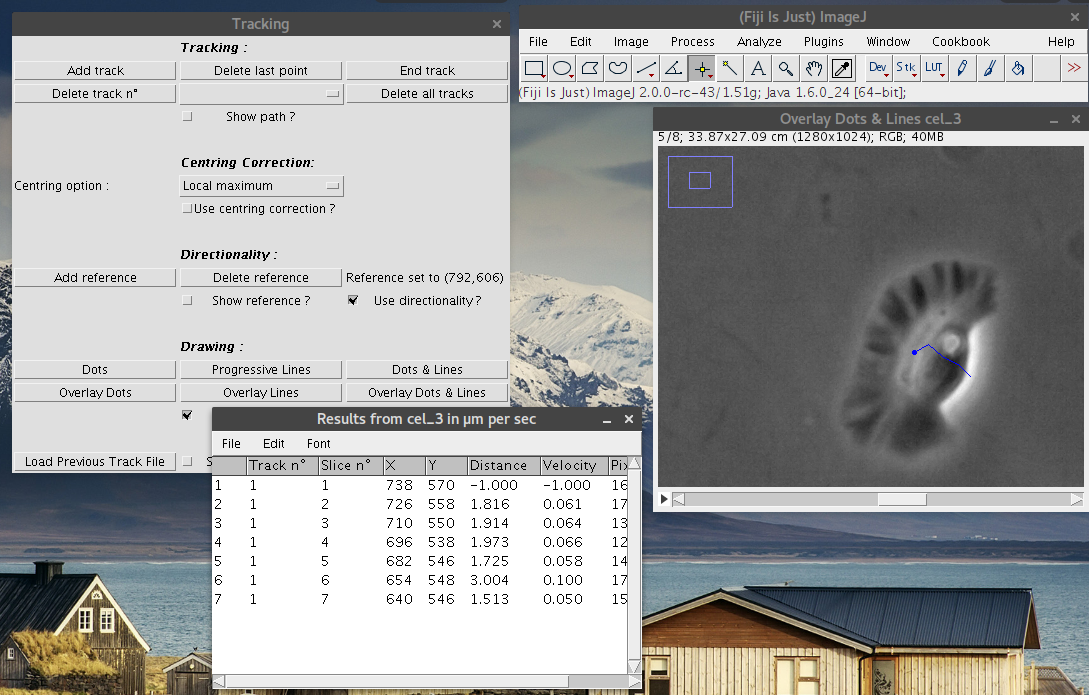 Tracking
Tracking :
Add track Delete last point End track
Delete track n° Delete all tracks
Show path ?
Centring Correction:
Centring option : Local maximum
Use centring correction ?
Directionality :
Add reference Delete reference Reference set to (792,606)
Show reference ? Use directionality ?
Drawing :
Dots Progressive Lines Dots & Lines
Overlay Dots Overlay Lines Overlay Dots & Lines
Load Previous Track File S
(Fiji Is Just) ImageJ
File Edit Image Process Analyze Plugins Window Cookbook Help
A Dev Stk LUT >>
(Fiji Is Just) ImageJ 2.0.0-rc-43/1.51g; Java 1.6.0_24 [64-bit];
Overlay Dots & Lines cel_3
5/8; 33.87x27.09 cm (1280x1024); RGB; 40MB
Results from cel_3 in µm per sec
File Edit Font
Track n° Slice n° X Y Distance Velocity Pix
1 1 1 738 570 -1.000 -1.000 16
2 1 2 726 558 1.816 0.061 17
3 1 3 710 550 1.914 0.064 13
4 1 4 696 538 1.973 0.066 12
5 1 5 682 546 1.725 0.058 14
6 1 6 654 548 3.004 0.100 17
7 1 7 640 546 1.513 0.050 15